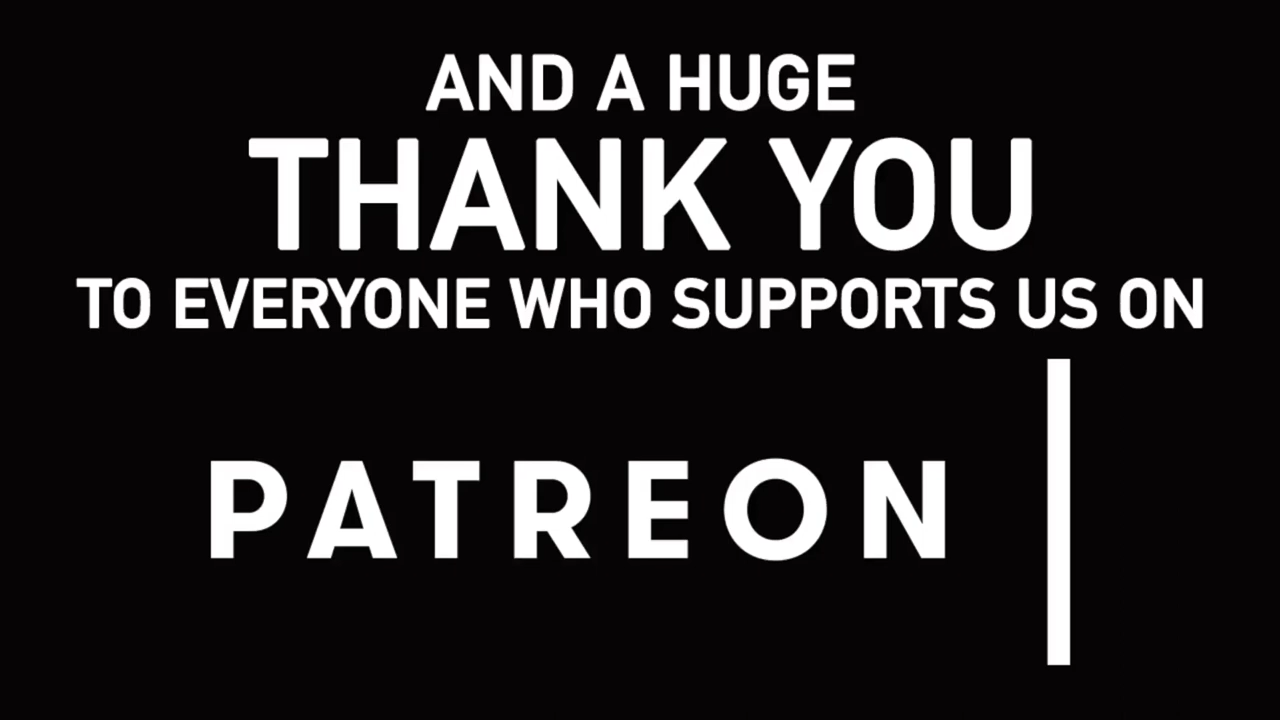 AND A HUGE
THANK YOU
TO EVERYONE WHO SUPPORTS US ON
PATREON